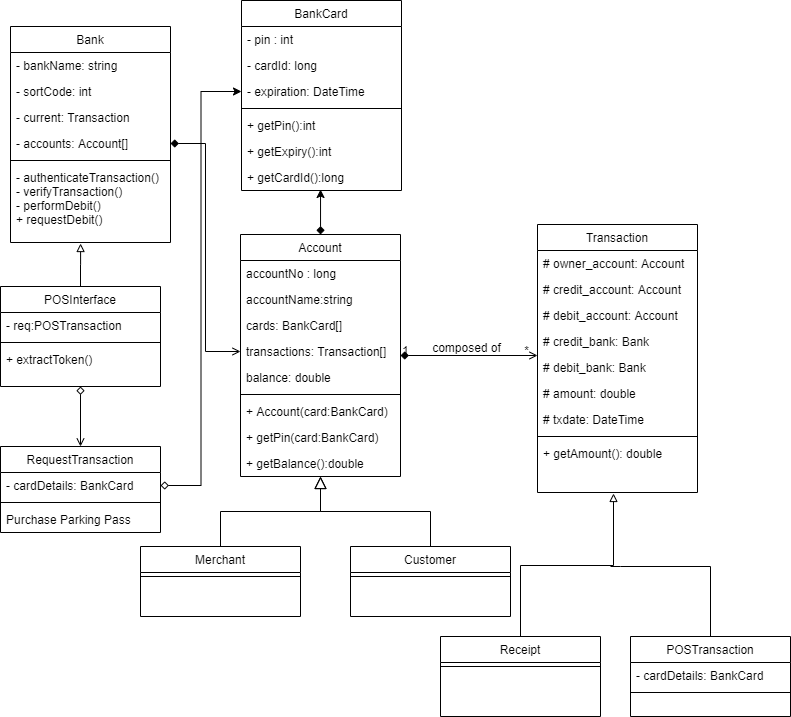 BankCard
- pin : int
- cardId: long
- expiration: DateTime
+ getPin():int
+ getExpiry():int
+ getCardId():long
Bank
- bankName: string
- sortCode: int
- current: Transaction
- accounts: Account[]
- authenticateTransaction()
- verifyTransaction()
- performDebit()
+ requestDebit()
POSInterface
- req:POSTransaction
+ extractToken()
RequestTransaction
- cardDetails: BankCard
Purchase Parking Pass
Account
accountNo : long
accountName:string
cards: BankCard[]
transactions: Transaction[]
balance: double
+ Account(card:BankCard)
+ getPin(card:BankCard)
+ getBalance():double
1 composed of *
Transaction
# owner_account: Account
# credit_account: Account
# debit_account: Account
# credit_bank: Bank
# debit_bank: Bank
# amount: double
# txdate: DateTime
+ getAmount(): double
Merchant
Customer
Receipt
POSTransaction
- cardDetails: BankCard